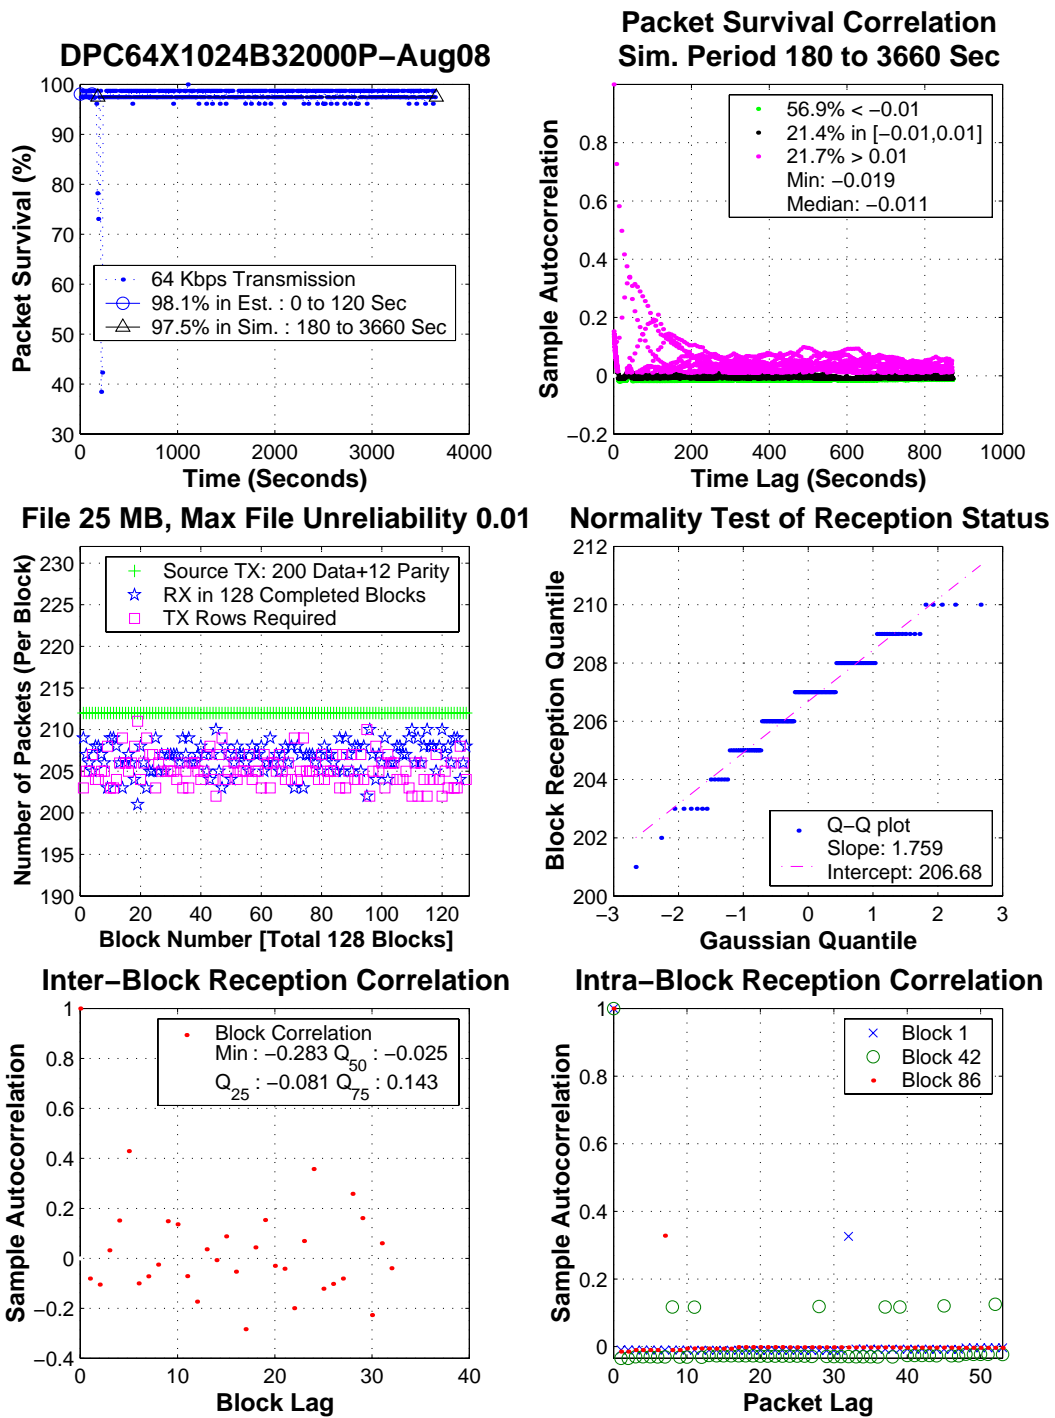 DPC64X1024B32000P−Aug08
100
90
80
70
60
50
40
30
0
1000
2000
3000
4000
Packet Survival (%)
Time (Seconds)
64 Kbps Transmission
98.1% in Est. : 0 to 120 Sec
97.5% in Sim. : 180 to 3660 Sec
Packet Survival Correlation
Sim. Period 180 to 3660 Sec
0.8
0.6
0.4
0.2
0
−0.2
0
200
400
600
800
1000
Sample Autocorrelation
Time Lag (Seconds)
56.9% < −0.01
21.4% in [−0.01,0.01]
21.7% > 0.01
Min: −0.019
Median: −0.011
File 25 MB, Max File Unreliability 0.01
230
225
220
215
210
205
200
195
190
0
20
40
60
80
100
120
Number of Packets (Per Block)
Block Number [Total 128 Blocks]
Source TX: 200 Data+12 Parity
RX in 128 Completed Blocks
TX Rows Required
Normality Test of Reception Status
212
210
208
206
204
202
200
−3
−2
−1
0
1
2
3
Block Reception Quantile
Gaussian Quantile
Q−Q plot
Slope: 1.759
Intercept: 206.68
Inter−Block Reception Correlation
1
0.8
0.6
0.4
0.2
0
−0.2
−0.4
0
10
20
30
40
Sample Autocorrelation
Block Lag
Block Correlation
Min : −0.283 Q50 : −0.025
Q25 : −0.081 Q75 : 0.143
Intra−Block Reception Correlation
1
0.8
0.6
0.4
0.2
0
0
10
20
30
40
50
Sample Autocorrelation
Packet Lag
Block 1
Block 42
Block 86